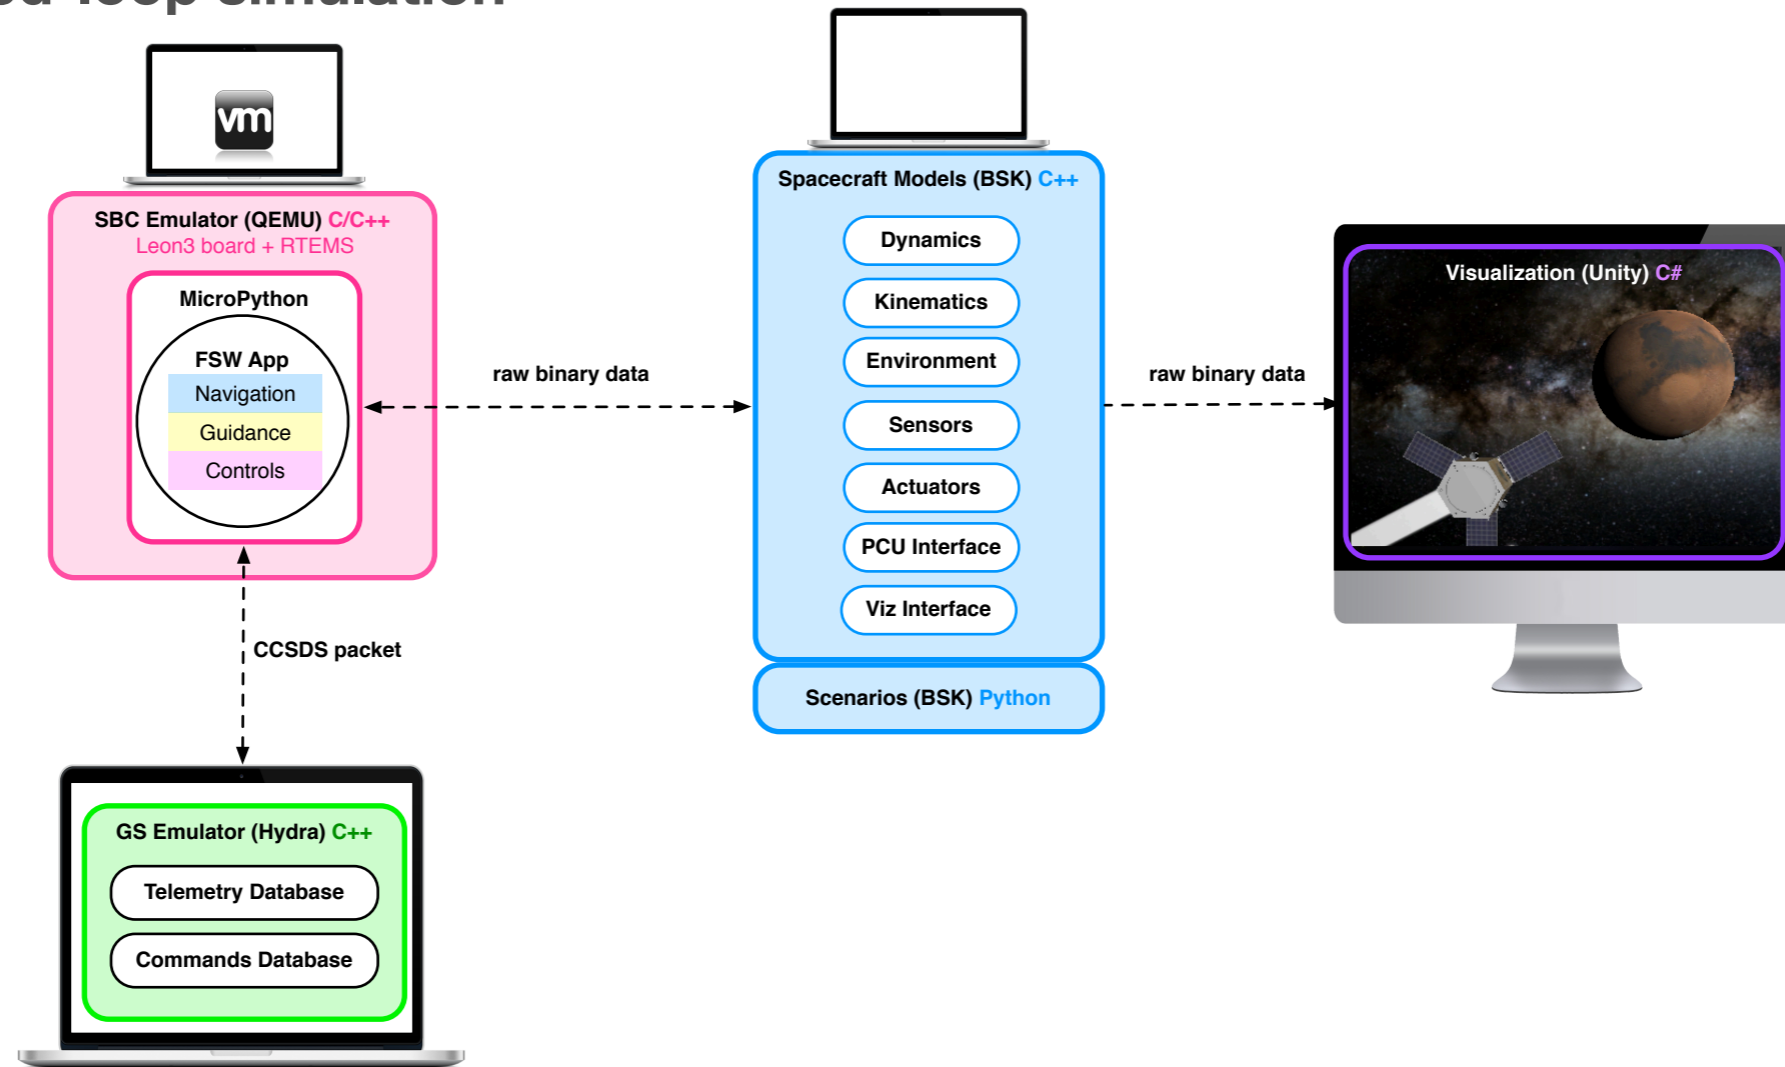 loop simulation
vm
SBC Emulator (QEMU) C/C++
Leon3 board + RTEMS
MicroPython
FSW App
Navigation
Guidance
Controls
raw binary data
CCSDS packet
GS Emulator (Hydra) C++
Telemetry Database
Commands Database
Spacecraft Models (BSK) C++
Dynamics
Kinematics
Environment
Sensors
Actuators
PCU Interface
Viz Interface
Scenarios (BSK) Python
raw binary data
Visualization (Unity) C#